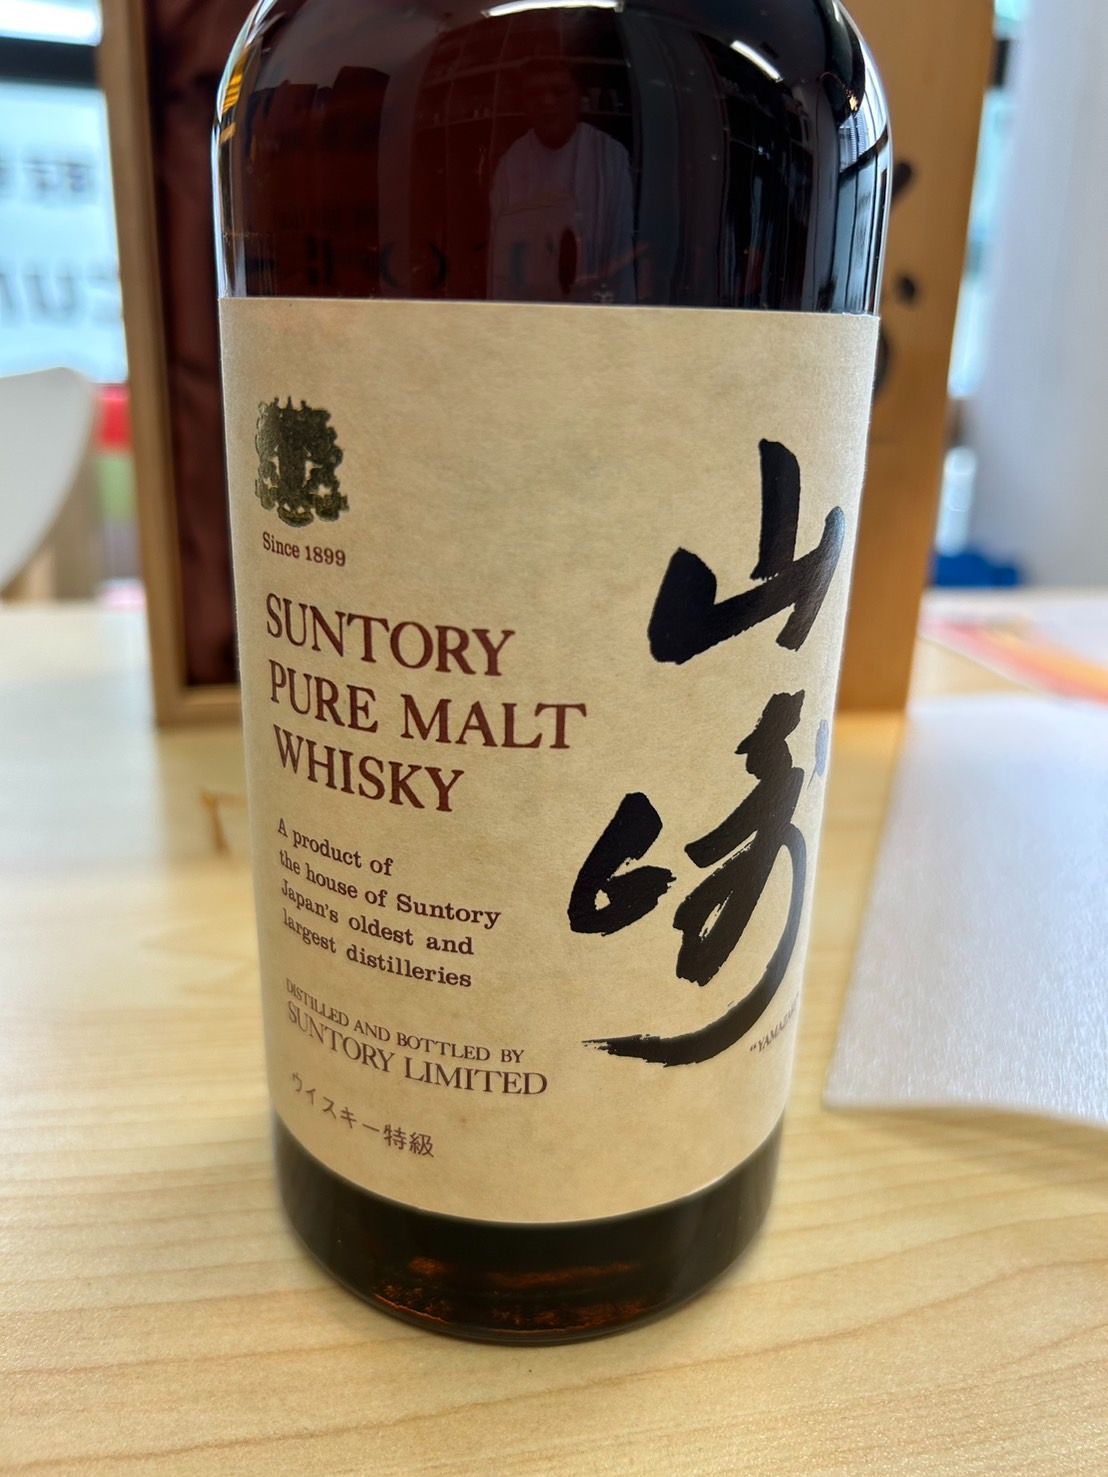 Since 1899
SUNTORY
PURE MALT
WHISKY
A product of
the house of Suntory
Japan's oldest and
largest distilleries
DISTILLED AND BOTTLED BY
SUNTORY LIMITED
ウイスキー特級
山崎
"YAMAZAKI